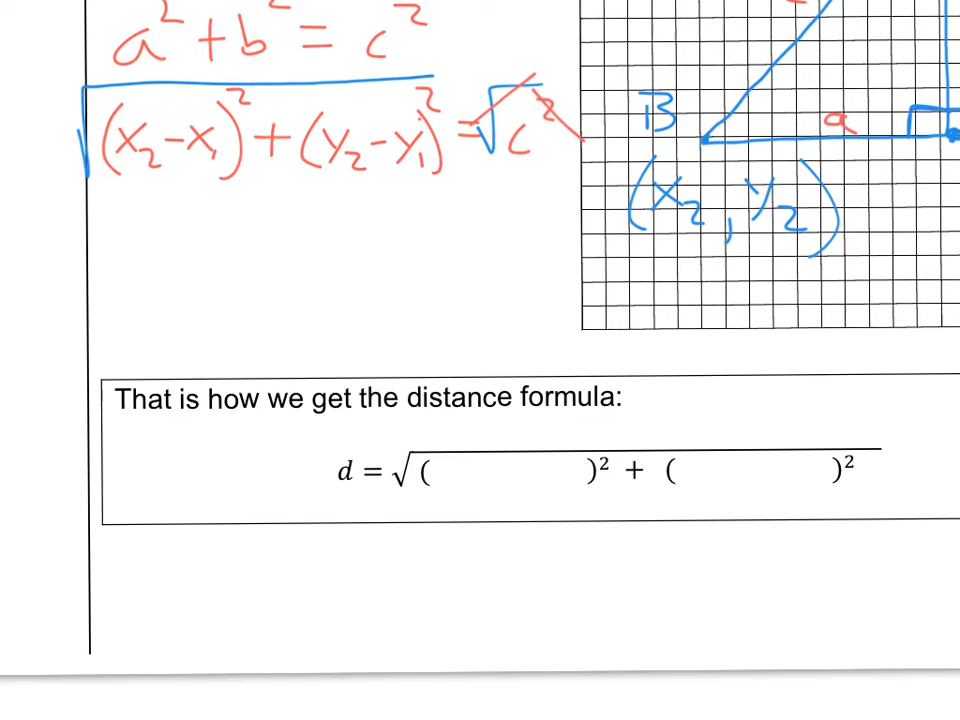 a² + b² = c²
√(x₂-x₁)² + (y₂-y₁)² = √c²
B
a
(x₂, y₂)
That is how we get the distance formula:
d = √( )² + ( )²